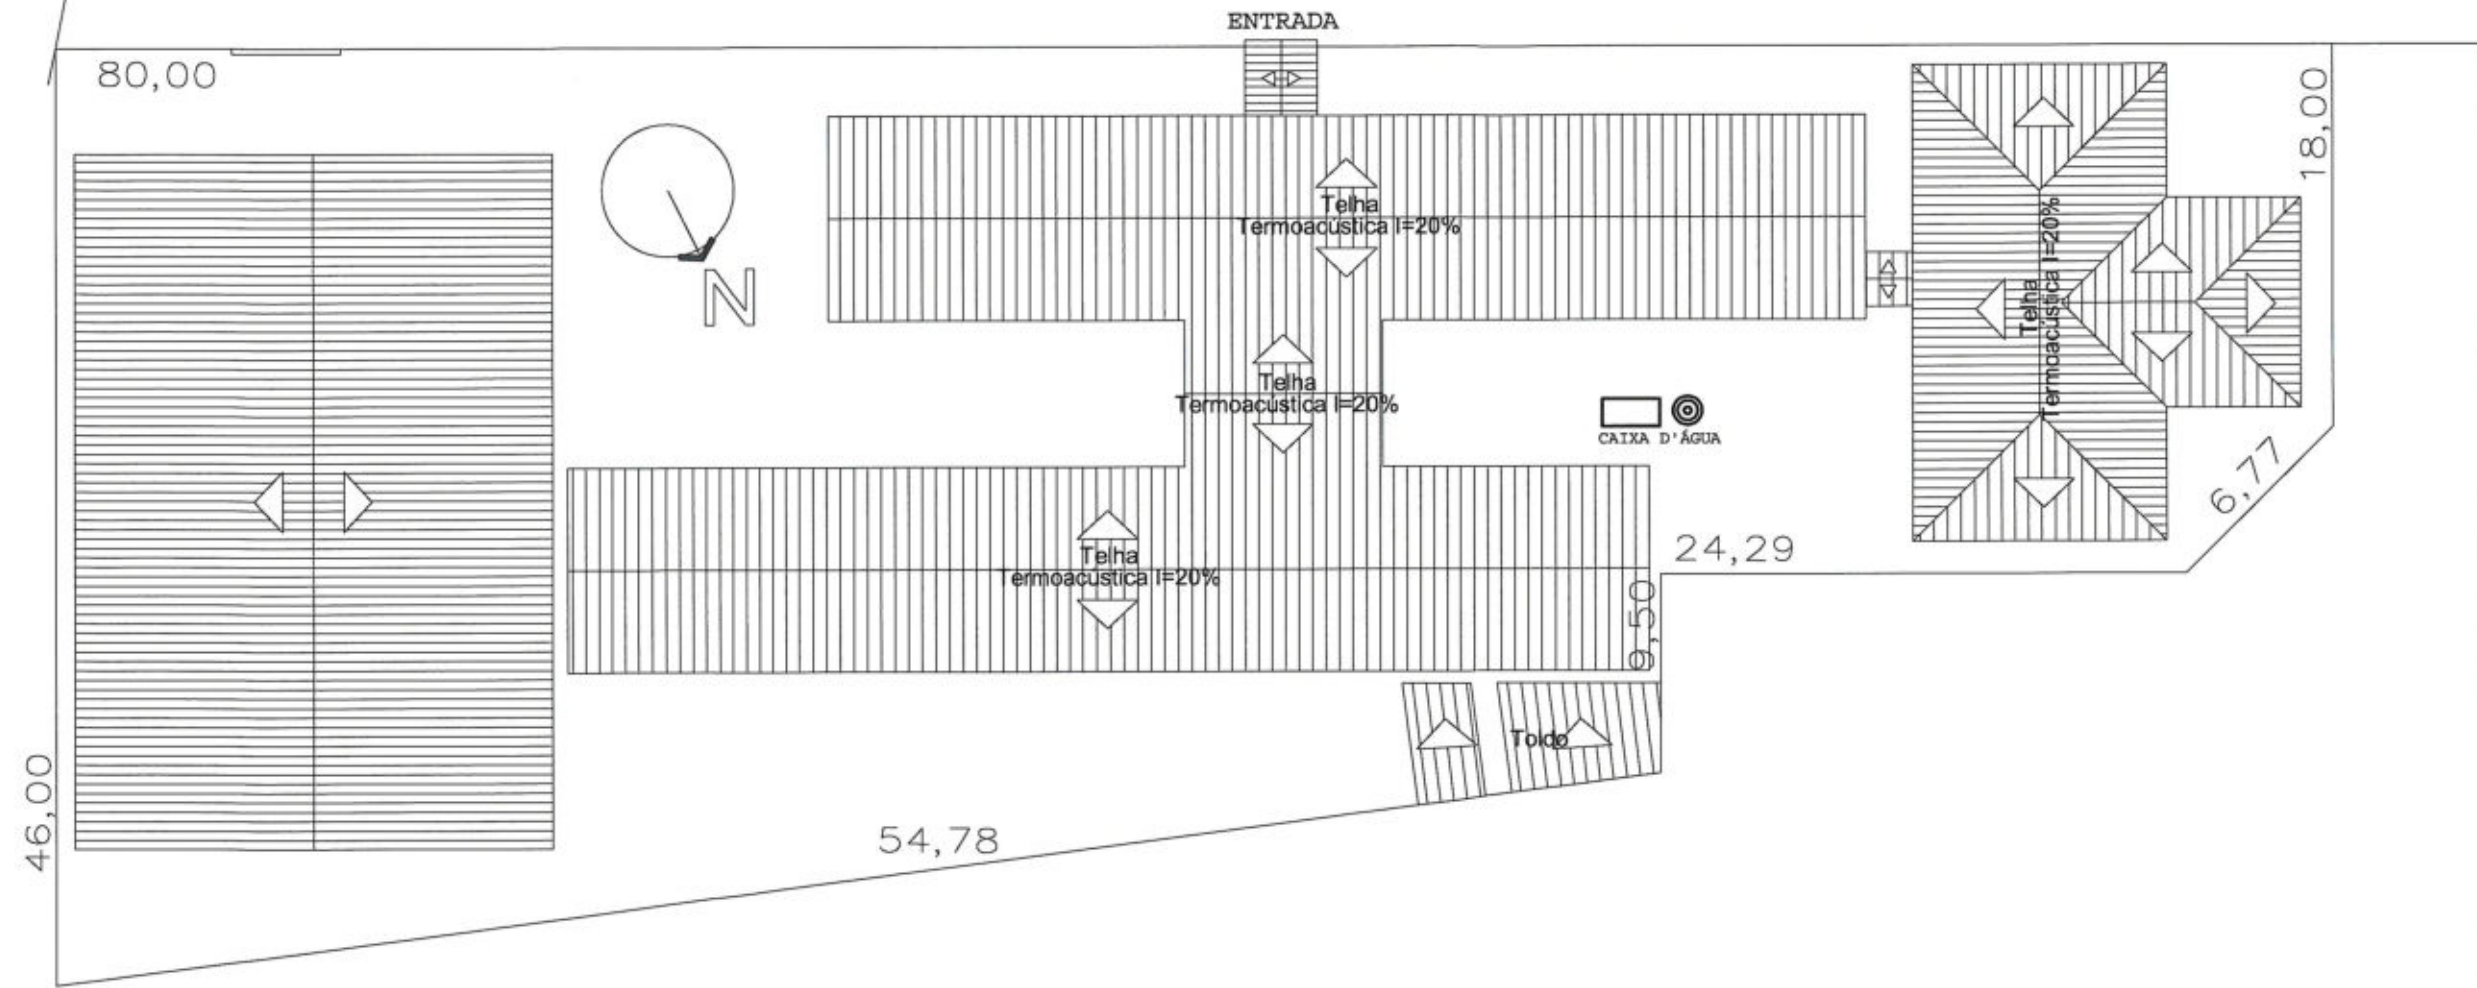 ENTRADA
80,00
18,00
Telha
Termoacústica I=20%
N
Telha
Termoacústica I=20%
Telha
Termoacústica I=20%
CAIXA D'ÁGUA
6,77
24,29
Telha
Termoacústica I=20%
9,50
Toldo
46,00
54,78